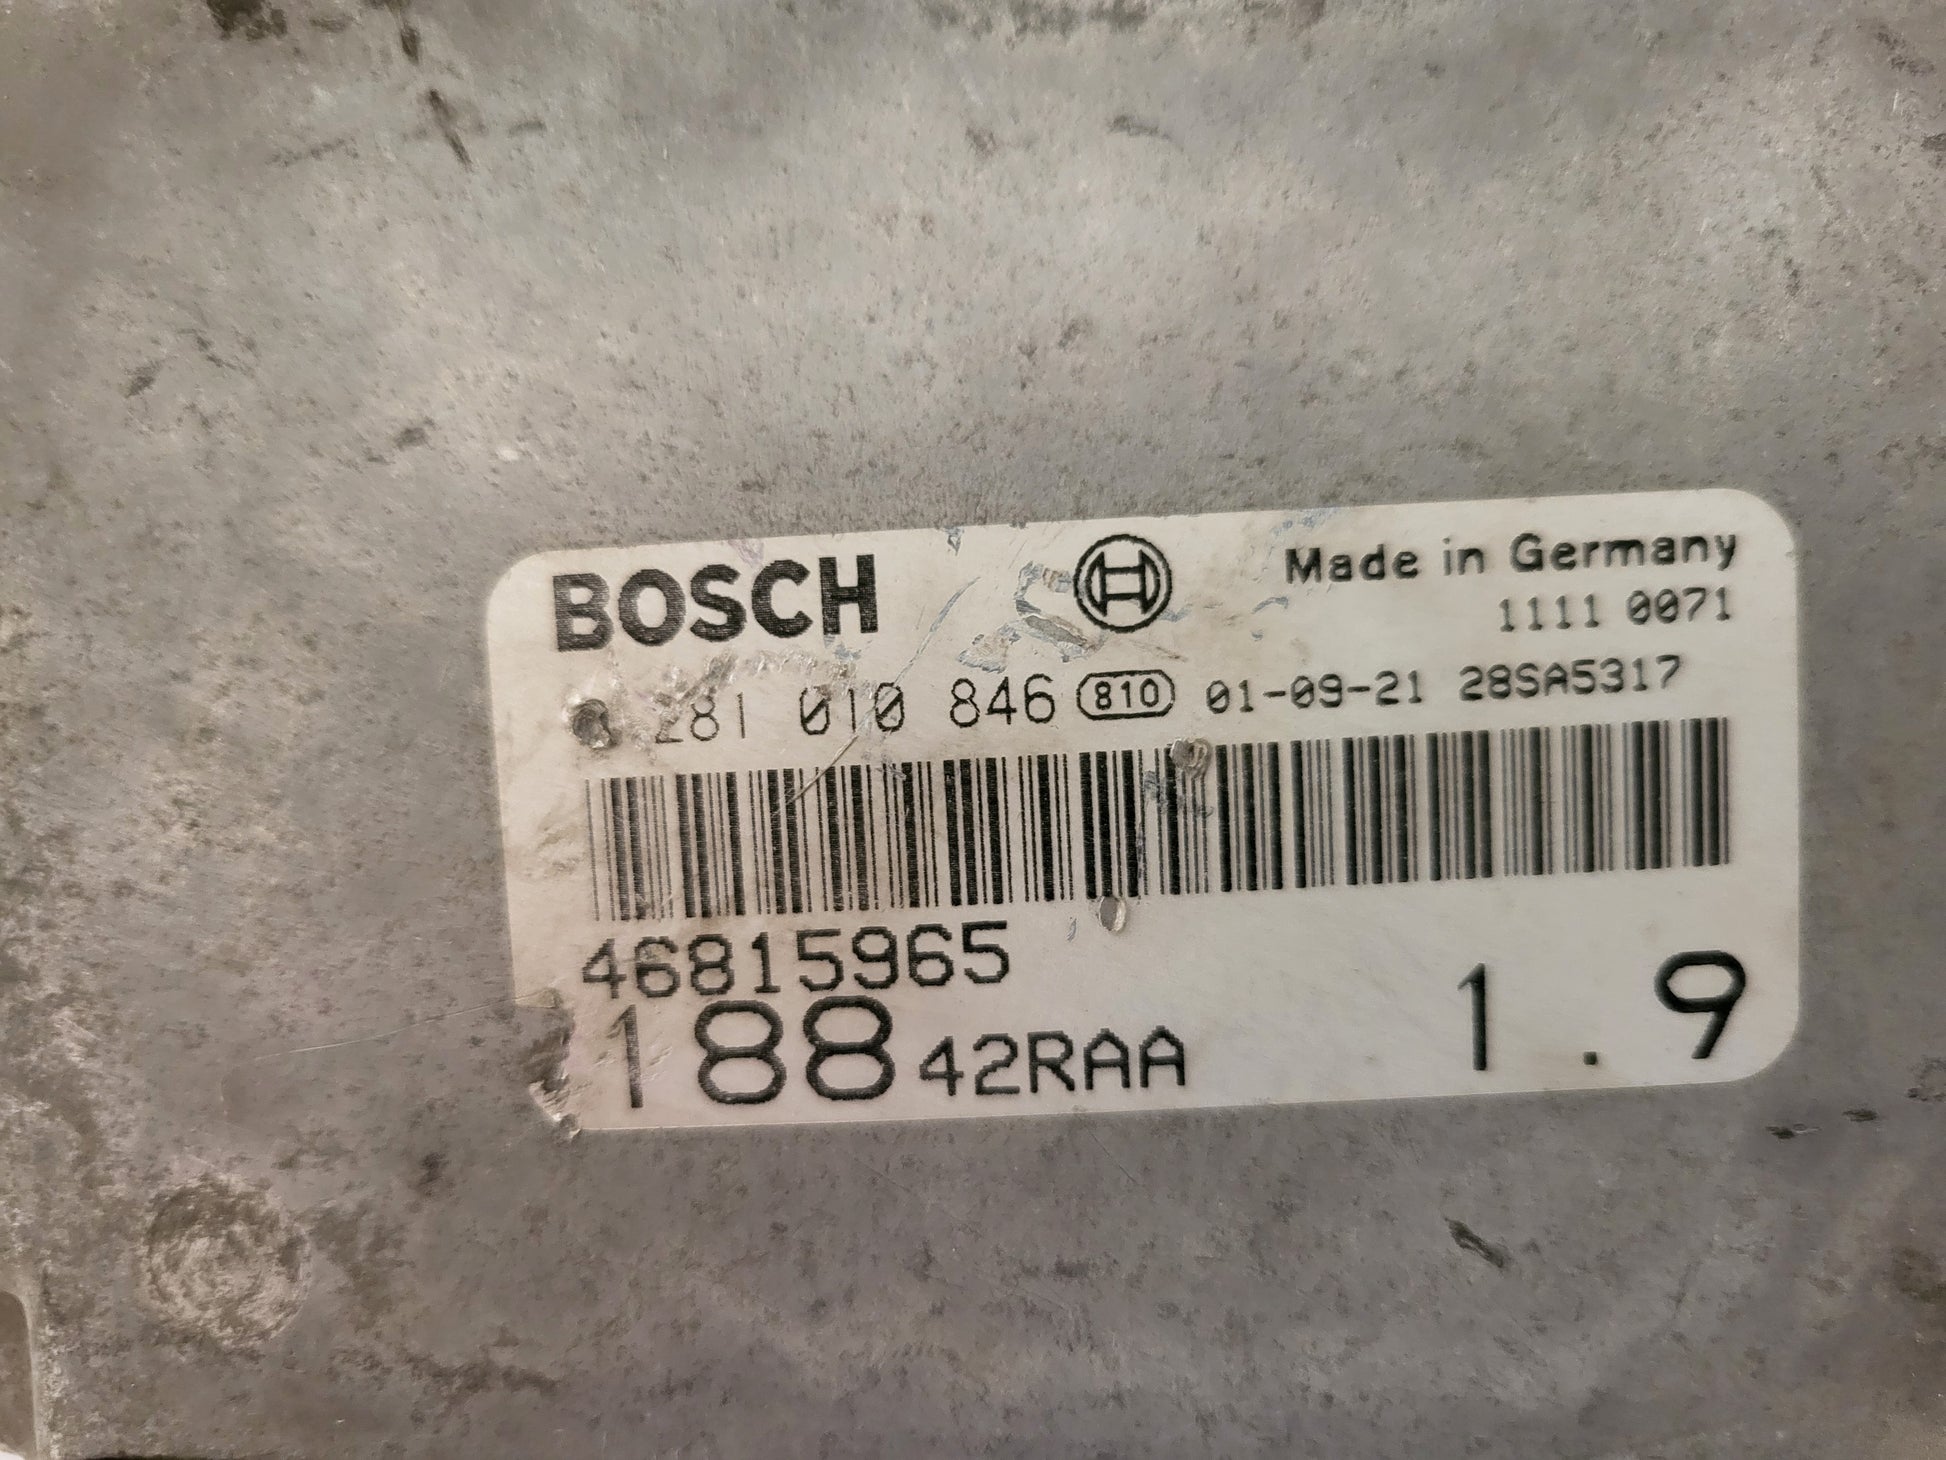 BOSCH Made in Germany
1111 0071
281 010 846 810 01-09-21 28SA5317
46815965
188 42RAA 1.9